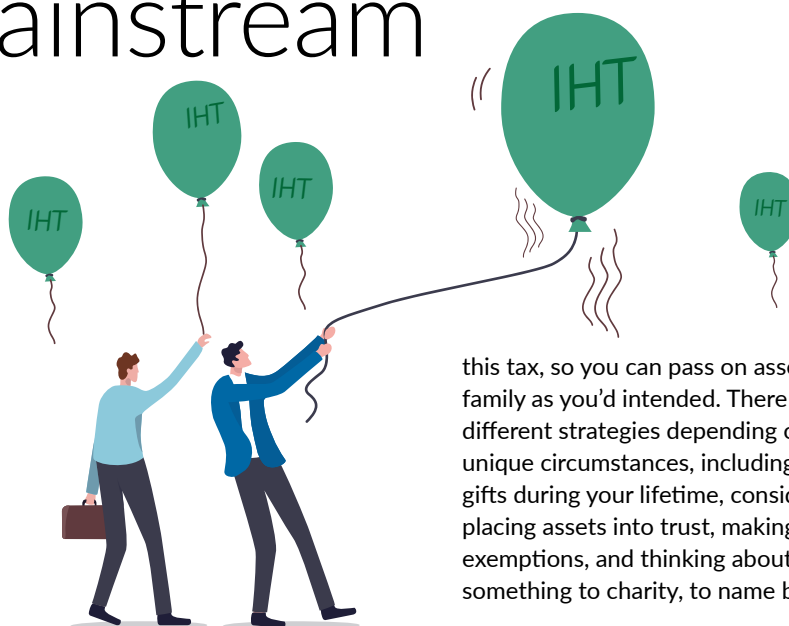 ainstream
IHT
IHT
IHT
IHT
IHT
this tax, so you can pass on asse
family as you’d intended. There
different strategies depending o
unique circumstances, including
gifts during your lifetime, consid
placing assets into trust, making
exemptions, and thinking about
something to charity, to name b